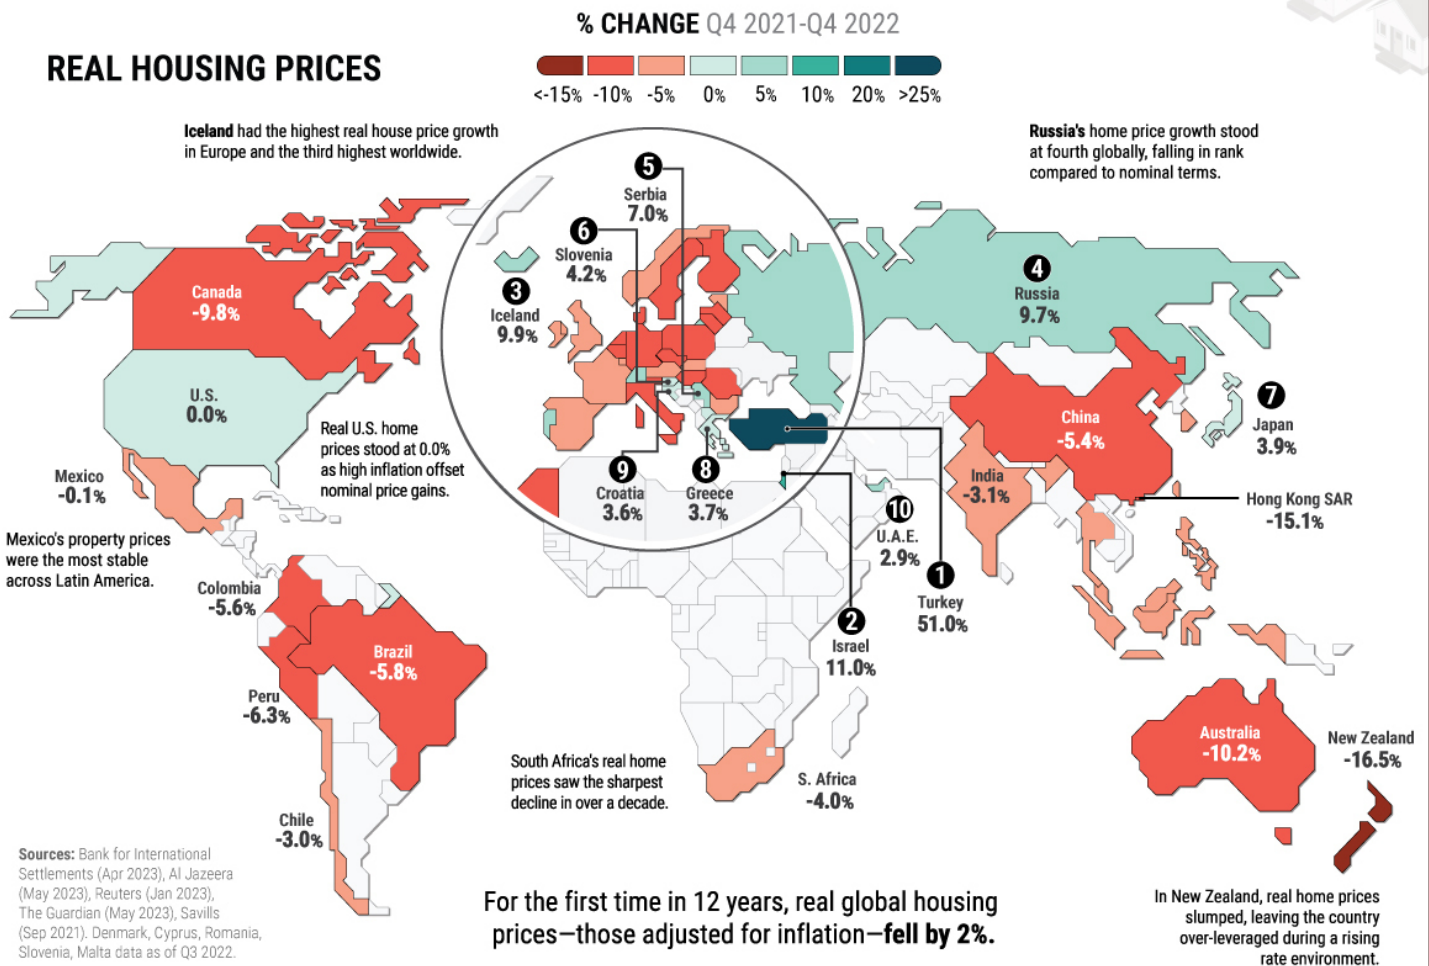 % CHANGE Q4 2021-Q4 2022
REAL HOUSING PRICES
<-15% -10% -5% 0% 5% 10% 20% >25%
Iceland had the highest real house price growth
in Europe and the third highest worldwide.
Russia's home price growth stood
at fourth globally, falling in rank
compared to nominal terms.
5
Serbia
7.0%
6
Slovenia
4.2%
3
Iceland
9.9%
4
Russia
9.7%
Canada
-9.8%
U.S.
0.0%
Real U.S. home
prices stood at 0.0%
as high inflation offset
nominal price gains.
Mexico
-0.1%
Mexico's property prices
were the most stable
across Latin America.
9
Croatia
3.6%
8
Greece
3.7%
7
Japan
3.9%
China
-5.4%
India
-3.1%
Hong Kong SAR
-15.1%
10
U.A.E.
2.9%
1
Turkey
51.0%
2
Israel
11.0%
Colombia
-5.6%
Brazil
-5.8%
Peru
-6.3%
Chile
-3.0%
South Africa's real home
prices saw the sharpest
decline in over a decade.
S. Africa
-4.0%
Australia
-10.2%
New Zealand
-16.5%
In New Zealand, real home prices
slumped, leaving the country
over-leveraged during a rising
rate environment.
For the first time in 12 years, real global housing
prices—those adjusted for inflation—fell by 2%.
Sources: Bank for International
Settlements (Apr 2023), Al Jazeera
(May 2023), Reuters (Jan 2023),
The Guardian (May 2023), Savills
(Sep 2021). Denmark, Cyprus, Romania,
Slovenia, Malta data as of Q3 2022.